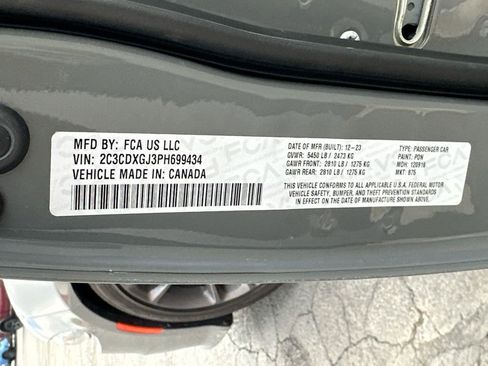 MFD BY: FCA US LLC
VIN: 2C3CDXGJ3PH699434
VEHICLE MADE IN: CANADA
DATE OF MFR (BUILT): 12-23
GVWR: 5450 LB / 2473 KG
GAWR FRONT: 2810 LB / 1275 KG
GAWR REAR: 2810 LB / 1275 KG
TYPE: PASSENGER CAR
PAINT: PDN
MDH: 120916
MKT: 875
THIS VEHICLE CONFORMS TO ALL APPLICABLE U.S.A. FEDERAL MOTOR
VEHICLE SAFETY, BUMPER, AND THEFT PREVENTION STANDARDS
IN EFFECT ON THE DATE OF MANUFACTURE SHOWN ABOVE.